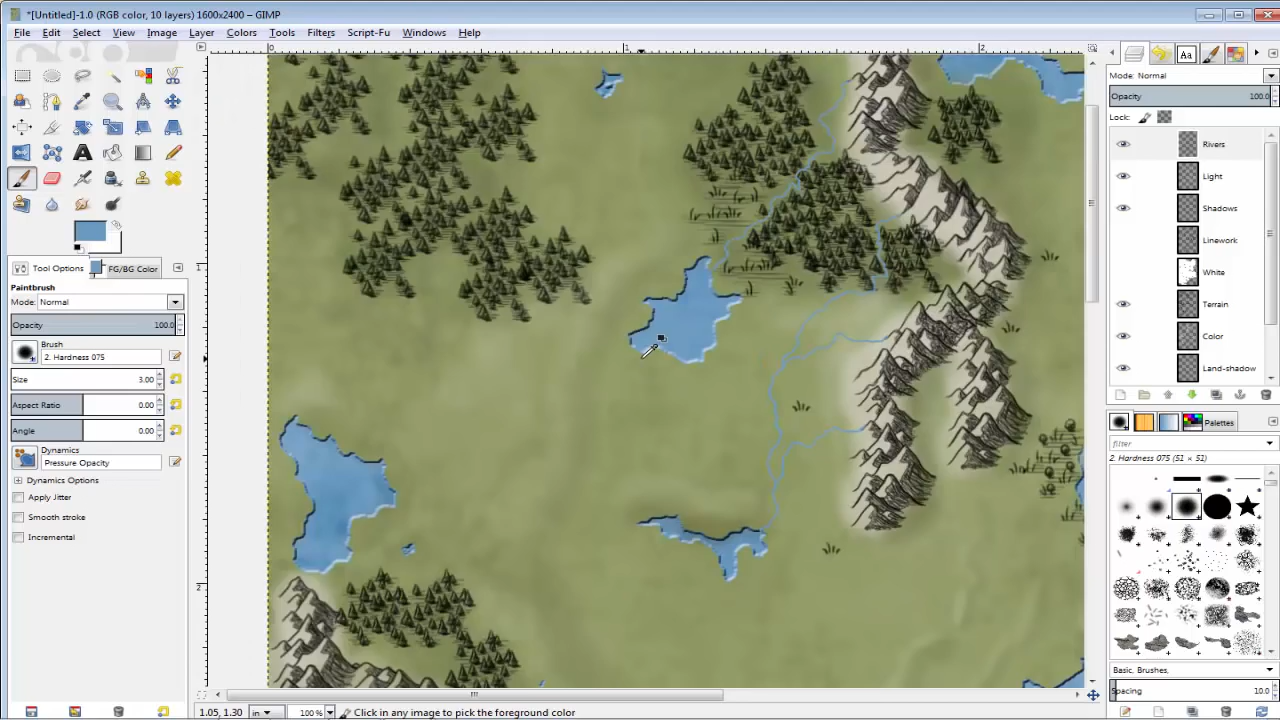 *[Untitled]-1.0 (RGB color, 10 layers) 1600x2400 – GIMP
File Edit Select View Image Layer Colors Tools Filters Script-Fu Windows Help
0 1 2
Mode: Normal
Opacity 100.0
Lock:
Rivers
Light
Shadows
Linework
White
Terrain
Color
Land-shadow
Tool Options FG/BG Color
Paintbrush
Mode: Normal
Opacity 100.0
Brush
2. Hardness 075
Size 3.00
Aspect Ratio 0.00
Angle 0.00
Dynamics
Pressure Opacity
Dynamics Options
Apply Jitter
Smooth stroke
Incremental
1
2
Palettes
filter
2. Hardness 075 (51 × 51)
Basic, Brushes,
Spacing 10.0
1.05, 1.30 in 100 % Click in any image to pick the foreground color